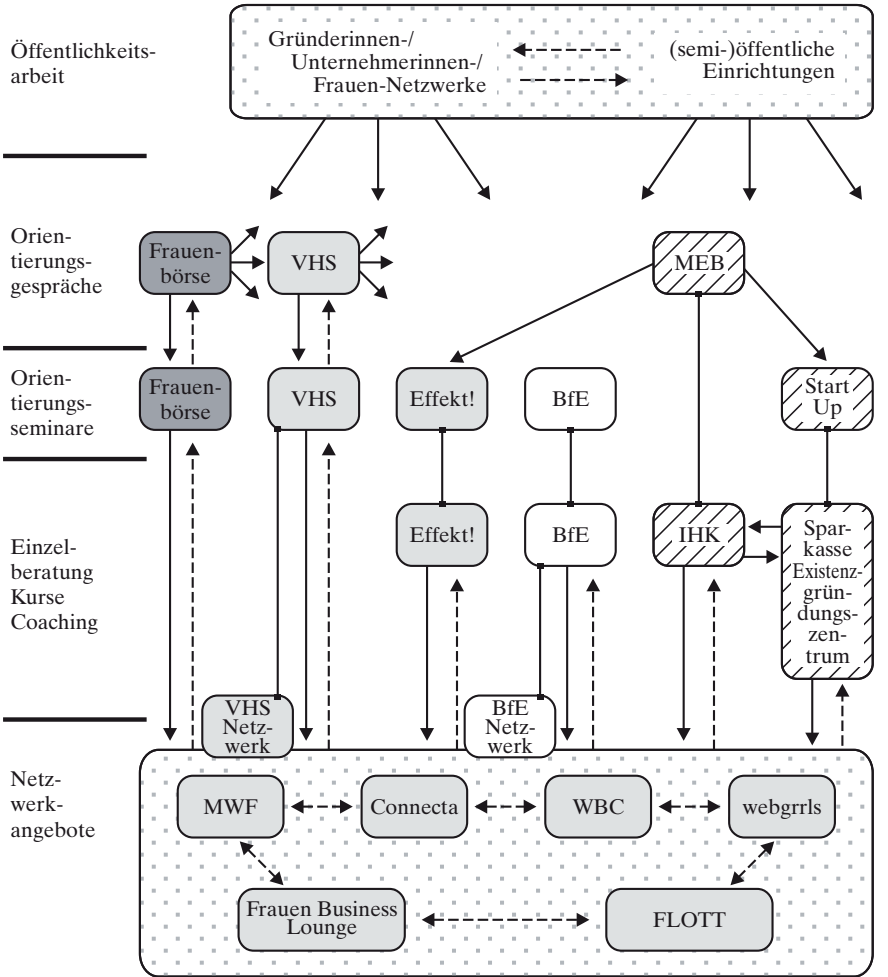 Öffentlichkeits-
arbeit
Gründerinnen-/
Unternehmerinnen-/
Frauen-Netzwerke
(semi-)öffentliche
Einrichtungen
Orien-
tierungs-
gespräche
Frauen-
börse
VHS
MEB
Orien-
tierungs-
seminare
Frauen-
börse
VHS
Effekt!
BfE
Start
Up
Einzel-
beratung
Kurse
Coaching
Effekt!
BfE
IHK
Spar-
kasse
Existenz-
grün-
dungs-
zen-
trum
VHS
Netz-
werk
BfE
Netz-
werk
Netz-
werk-
angebote
MWF
Connecta
WBC
webgrrls
Frauen Business
Lounge
FLOTT